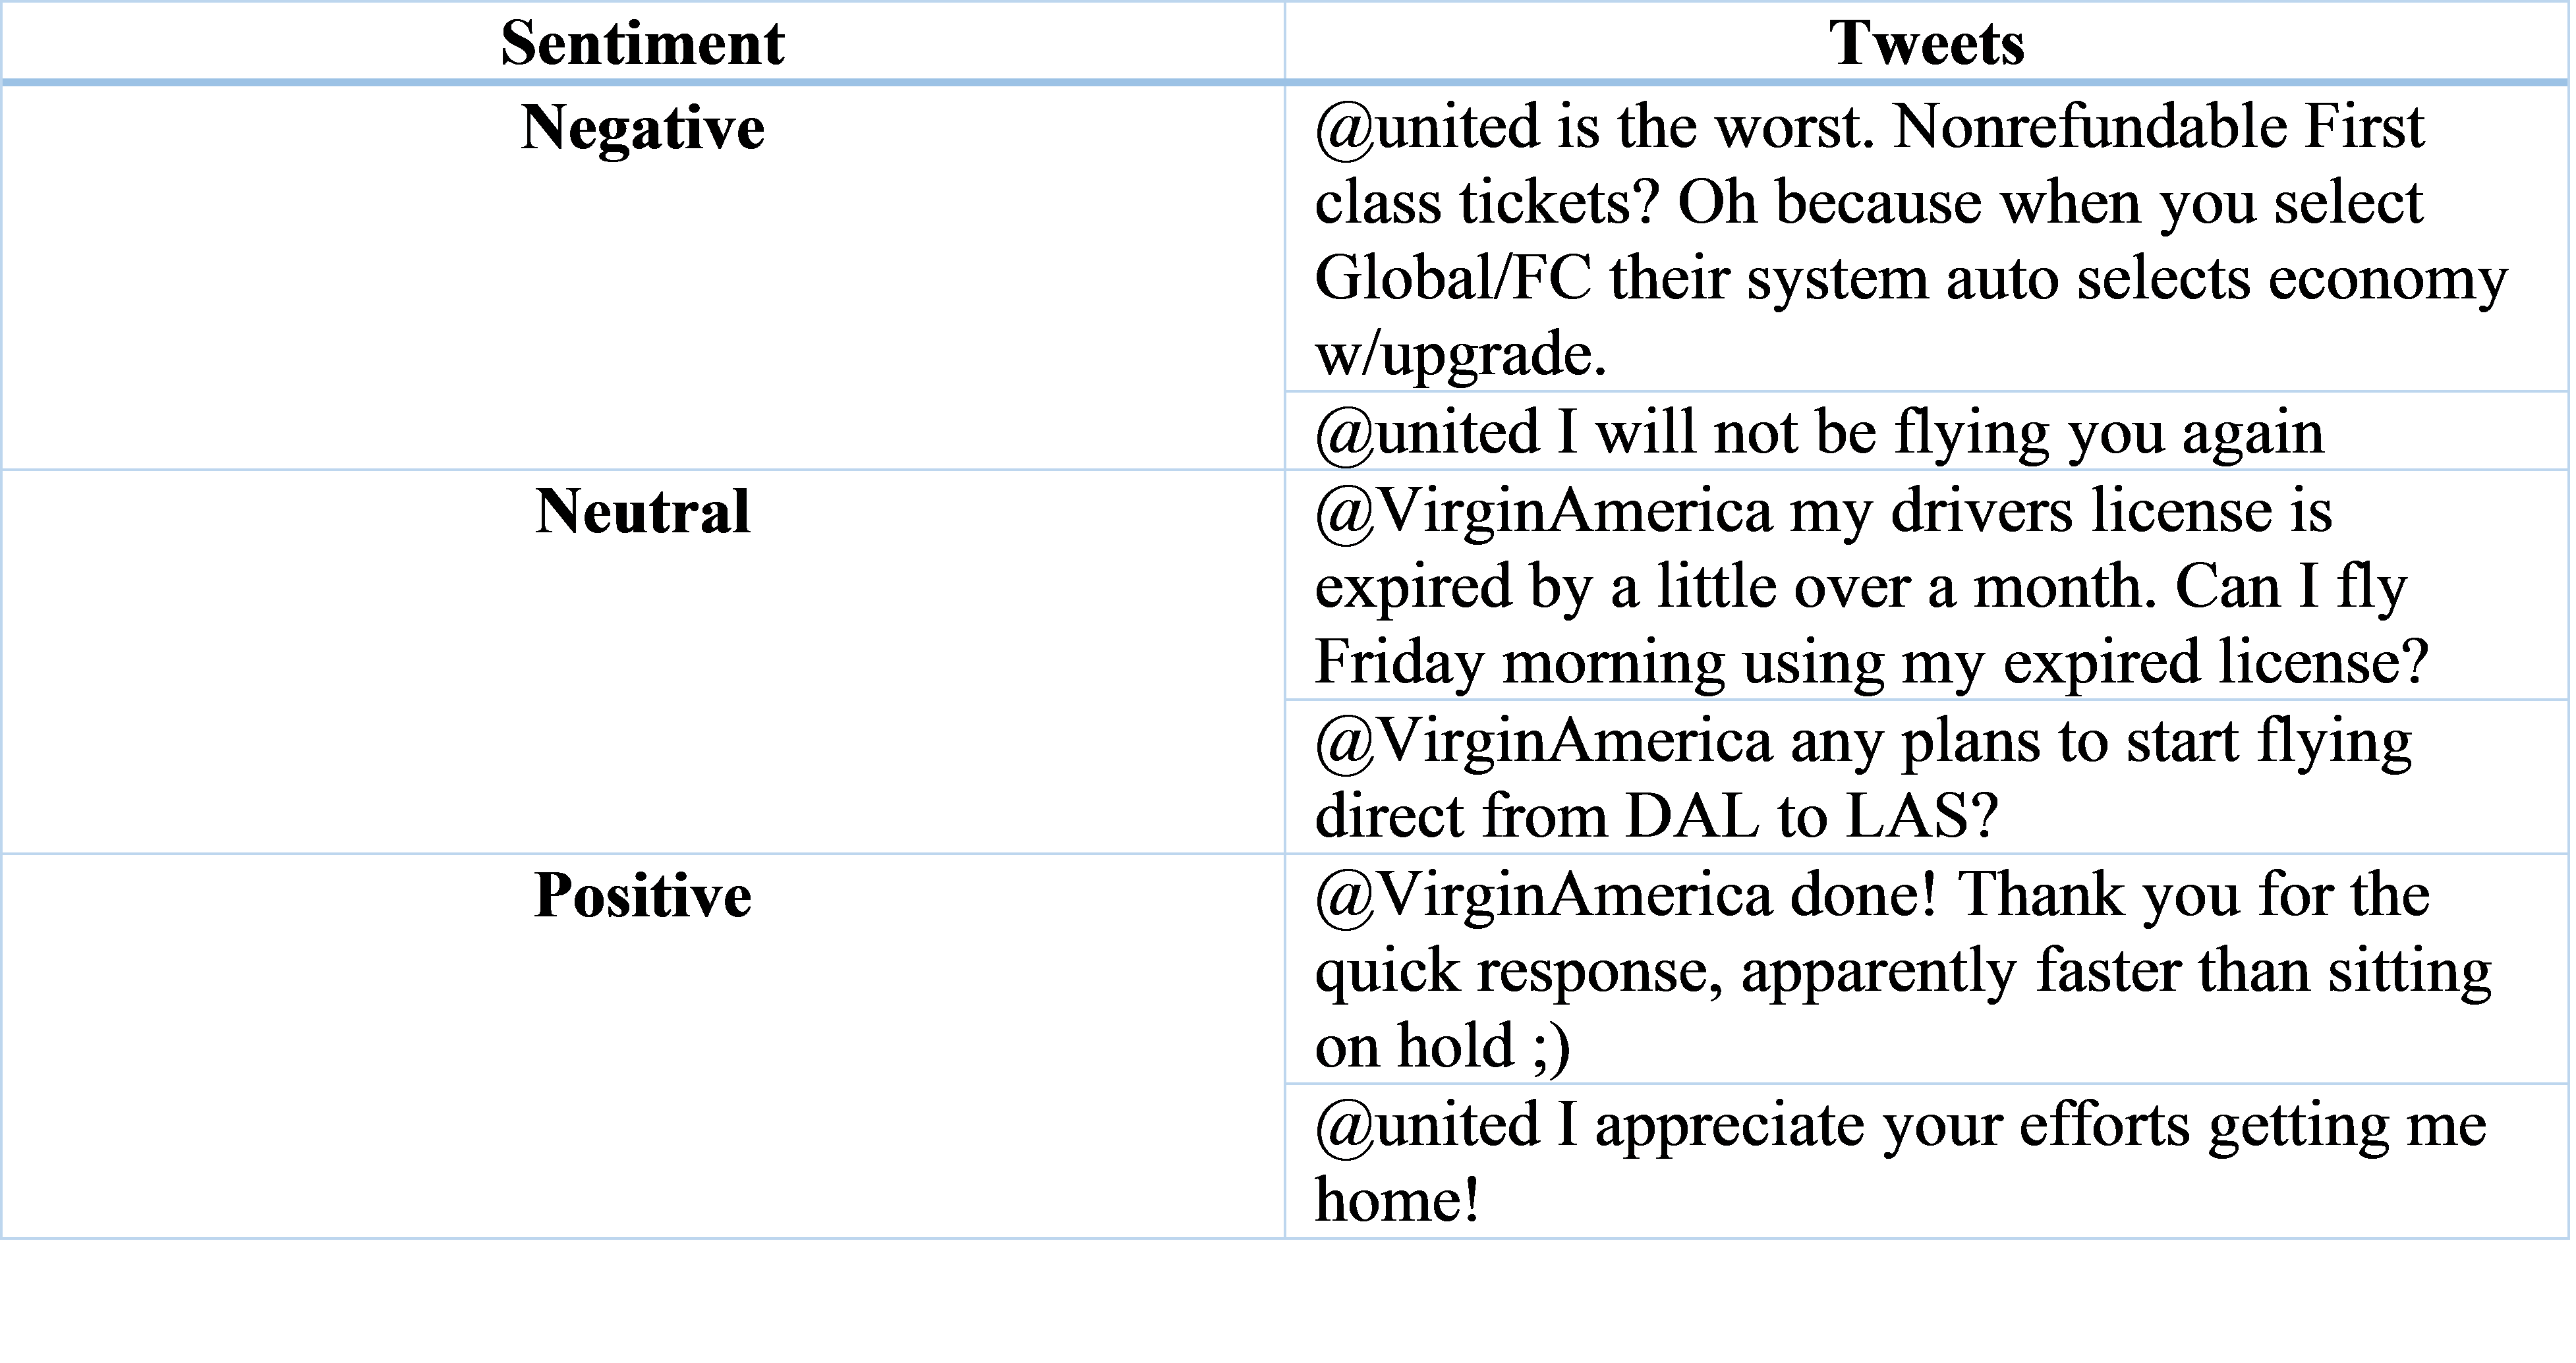 Sentiment
Tweets
Negative
@united is the worst. Nonrefundable First
class tickets? Oh because when you select
Global/FC their system auto selects economy
w/upgrade.
@united I will not be flying you again
Neutral
@VirginAmerica my drivers license is
expired by a little over a month. Can I fly
Friday morning using my expired license?
@VirginAmerica any plans to start flying
direct from DAL to LAS?
Positive
@VirginAmerica done! Thank you for the
quick response, apparently faster than sitting
on hold ;)
@united I appreciate your efforts getting me
home!